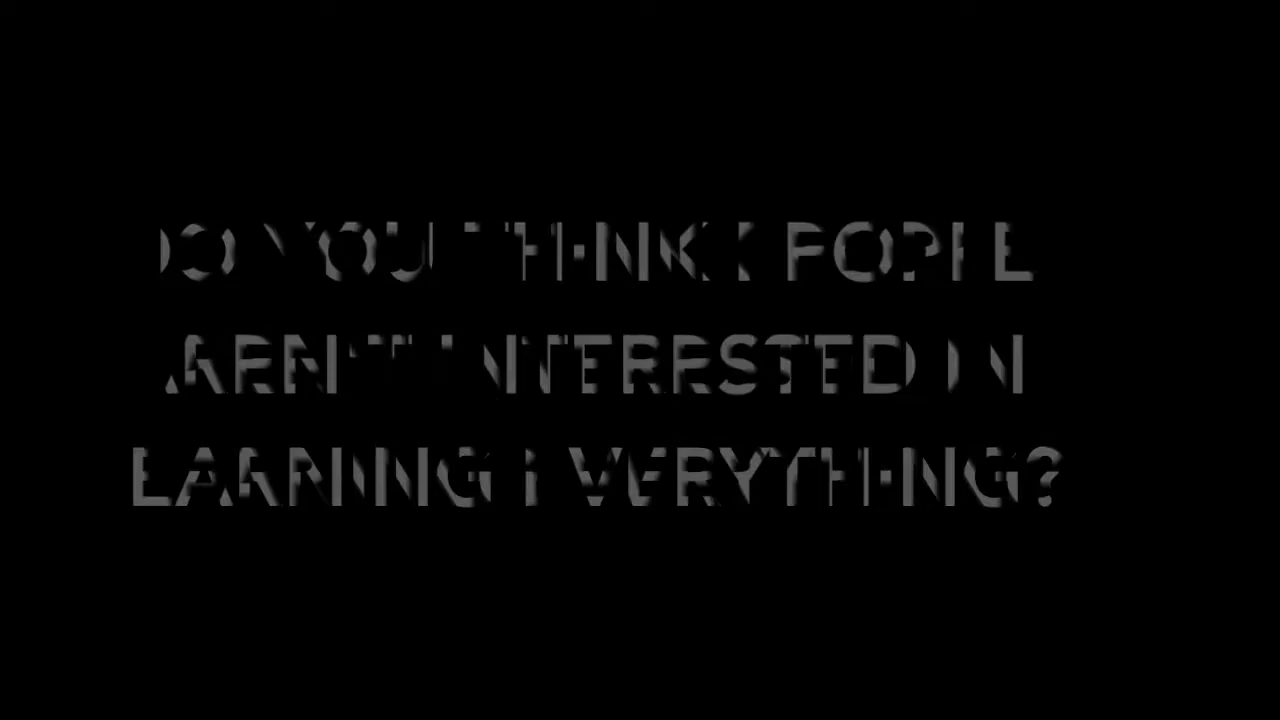 DO YOU THINK PEOPLE
AREN'T INTERESTED IN
LEARNING EVERYTHING?